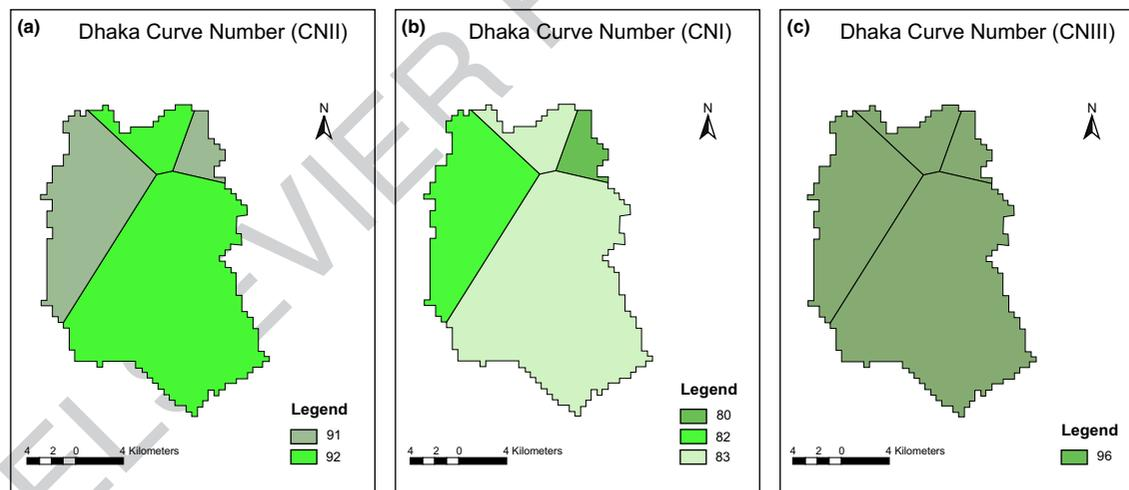 (a) Dhaka Curve Number (CNII)
N
Legend
91
92
4 2 0 4 Kilometers
(b) Dhaka Curve Number (CNI)
N
Legend
80
82
83
4 2 0 4 Kilometers
(c) Dhaka Curve Number (CNIII)
N
Legend
96
4 2 0 4 Kilometers
ELSEVIER